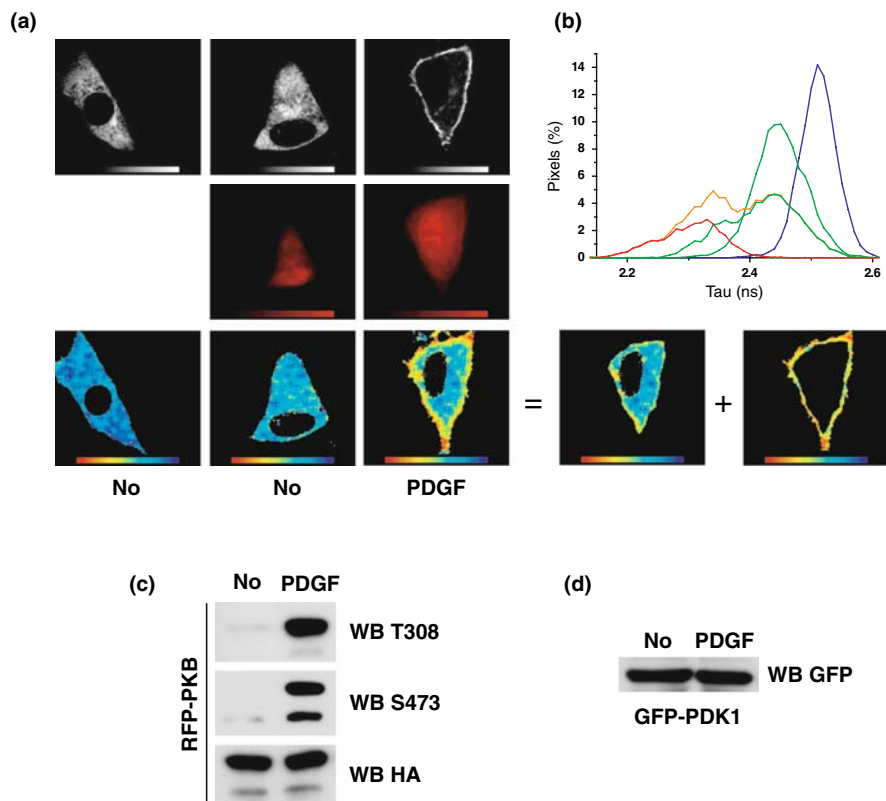 (a)
(b)
Pixels (%)
14
12
10
8
6
4
2
0
2.2
2.4
2.6
Tau (ns)
=
+
No
No
PDGF
(c)
No
PDGF
RFP-PKB
WB T308
WB S473
WB HA
(d)
No
PDGF
WB GFP
GFP-PDK1